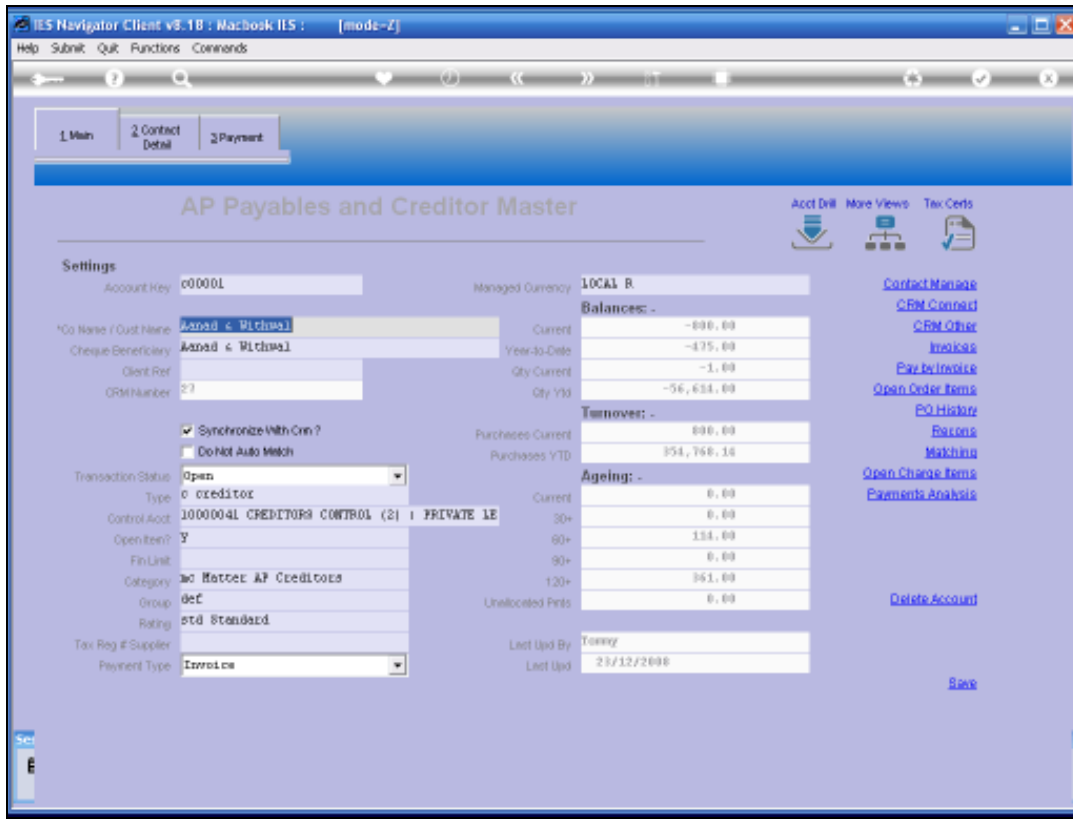 IES Navigator Client v8.1B : Macbook IES : [mode=Z]
Help Submit Quit Functions Commands
1 Main
2 Contact Detail
3 Payment
AP Payables and Creditor Master
Acct Drill More Views Tax Certs
Settings
Account Key c00001
Managed Currency LOCAL R
Contact Manage
Balances: -
CRM Connect
*Co Name / Cust Name Aanad & Withwal
Current -800.00
CRM Other
Cheque Beneficiary Aanad & Withwal
Year-to-Date -475.00
Invoices
Client Ref
Qty Current -1.00
Pay by Invoice
CRM Number 27
Qty Ytd -56,614.00
Open Order Items
Turnover: -
PO History
Synchronize With Crm ?
Purchases Current 800.00
Recons
Do Not Auto Match
Purchases YTD 354,768.14
Matching
Transaction Status Open
Ageing: -
Open Charge Items
Type c creditor
Current 0.00
Payments Analysis
Control Acct 10000041 CREDITORS CONTROL (2) : PRIVATE LE
30+ 0.00
Open Item? Y
60+ 114.00
Fin Limit
90+ 0.00
Category mc Matter AP Creditors
120+ 361.00
Group def
Unallocated Pmts 0.00
Delete Account
Rating std Standard
Tax Reg # Supplier
Last Upd By Tommy
Payment Type Invoice
Last Upd 23/12/2008
Save
Ser